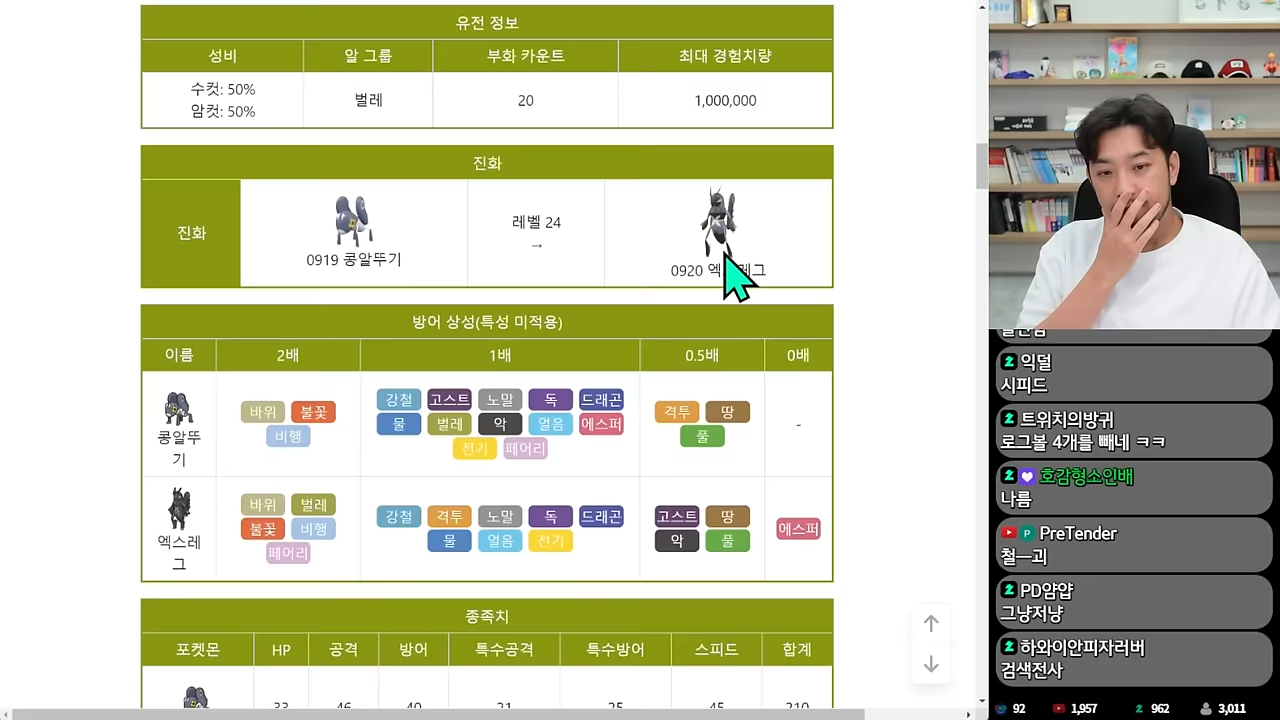 유전 정보
성비
알 그룹
부화 카운트
최대 경험치량
수컷: 50%
암컷: 50%
벌레
20
1,000,000
진화
진화
0919 콩알뚜기
레벨 24
→
0920
방어 상성(특성 미적용)
이름
2배
1배
0.5배
0배
콩알뚜
기
바위 불꽃
비행
강철 고스트 노말 독 드래곤
물 벌레 악 얼음 에스퍼
전기 페어리
격투 땅
풀
-
엑스레
그
바위 벌레
불꽃 비행
페어리
강철 격투 노말 독 드래곤
물 얼음 전기
고스트 땅
악 풀
에스퍼
종족치
포켓몬
HP
공격
방어
특수공격
특수방어
스피드
합계
33
46
40
21
25
45
210
익덜
시피드
트위치의방귀
로그볼 4개를 빼네 ㅋㅋ
호감형소인배
나름
PreTender
철ㅡ괴
PD얌얍
그냥저냥
하와이안피자러버
검색전사
92
1,957
962
3,011